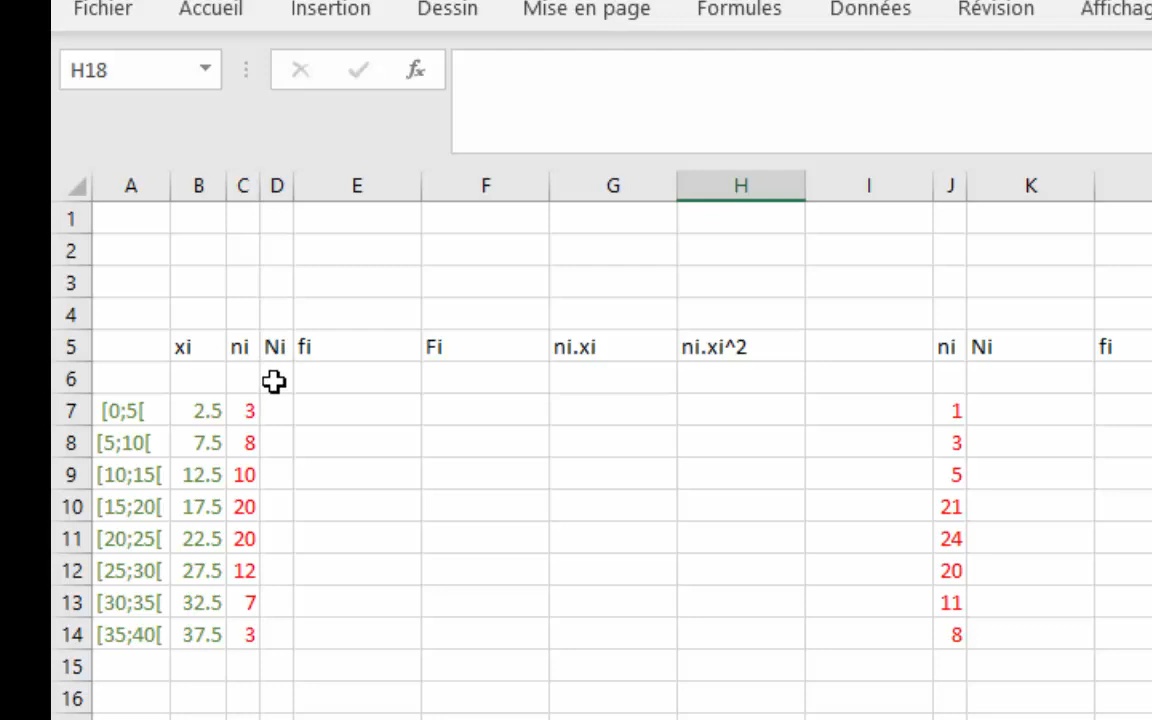 Fichier Accueil Insertion Dessin Mise en page Formules Données Révision Affichag
H18 fx
A B C D E F G H I J K
1
2
3
4
5 xi ni Ni fi Fi ni.xi ni.xi^2 ni Ni fi
6
7 [0;5[ 2.5 3 1
8 [5;10[ 7.5 8 3
9 [10;15[ 12.5 10 5
10 [15;20[ 17.5 20 21
11 [20;25[ 22.5 20 24
12 [25;30[ 27.5 12 20
13 [30;35[ 32.5 7 11
14 [35;40[ 37.5 3 8
15
16